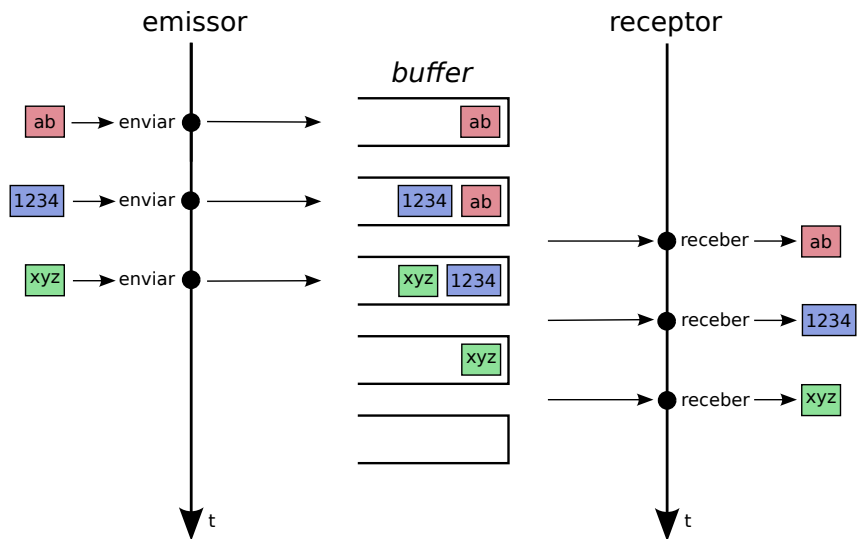 emissor
receptor
buffer
ab
enviar
ab
1234
enviar
1234
ab
receber
ab
xyz
enviar
xyz
1234
receber
1234
xyz
receber
xyz
t
t